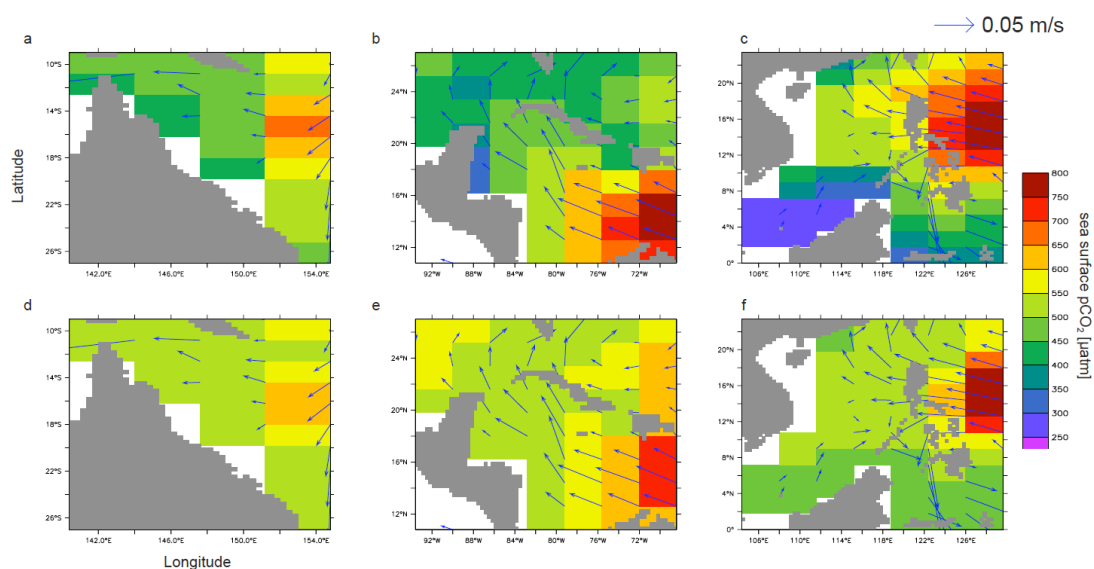 0.05 m/s
a
b
c
10°S
14°S
18°S
22°S
26°S
142.0°E
146.0°E
150.0°E
154.0°E
24°N
20°N
16°N
12°N
92°W
88°W
84°W
80°W
76°W
72°W
20°N
16°N
12°N
8°N
4°N
0°
106°E
110°E
114°E
118°E
122°E
126°E
Latitude
800
750
700
650
600
550
500
450
400
350
300
250
sea surface pCO₂ [µatm]
d
e
f
10°S
14°S
18°S
22°S
26°S
142.0°E
146.0°E
150.0°E
154.0°E
24°N
20°N
16°N
12°N
92°W
88°W
84°W
80°W
76°W
72°W
20°N
16°N
12°N
8°N
4°N
0°
106°E
110°E
114°E
118°E
122°E
126°E
Longitude